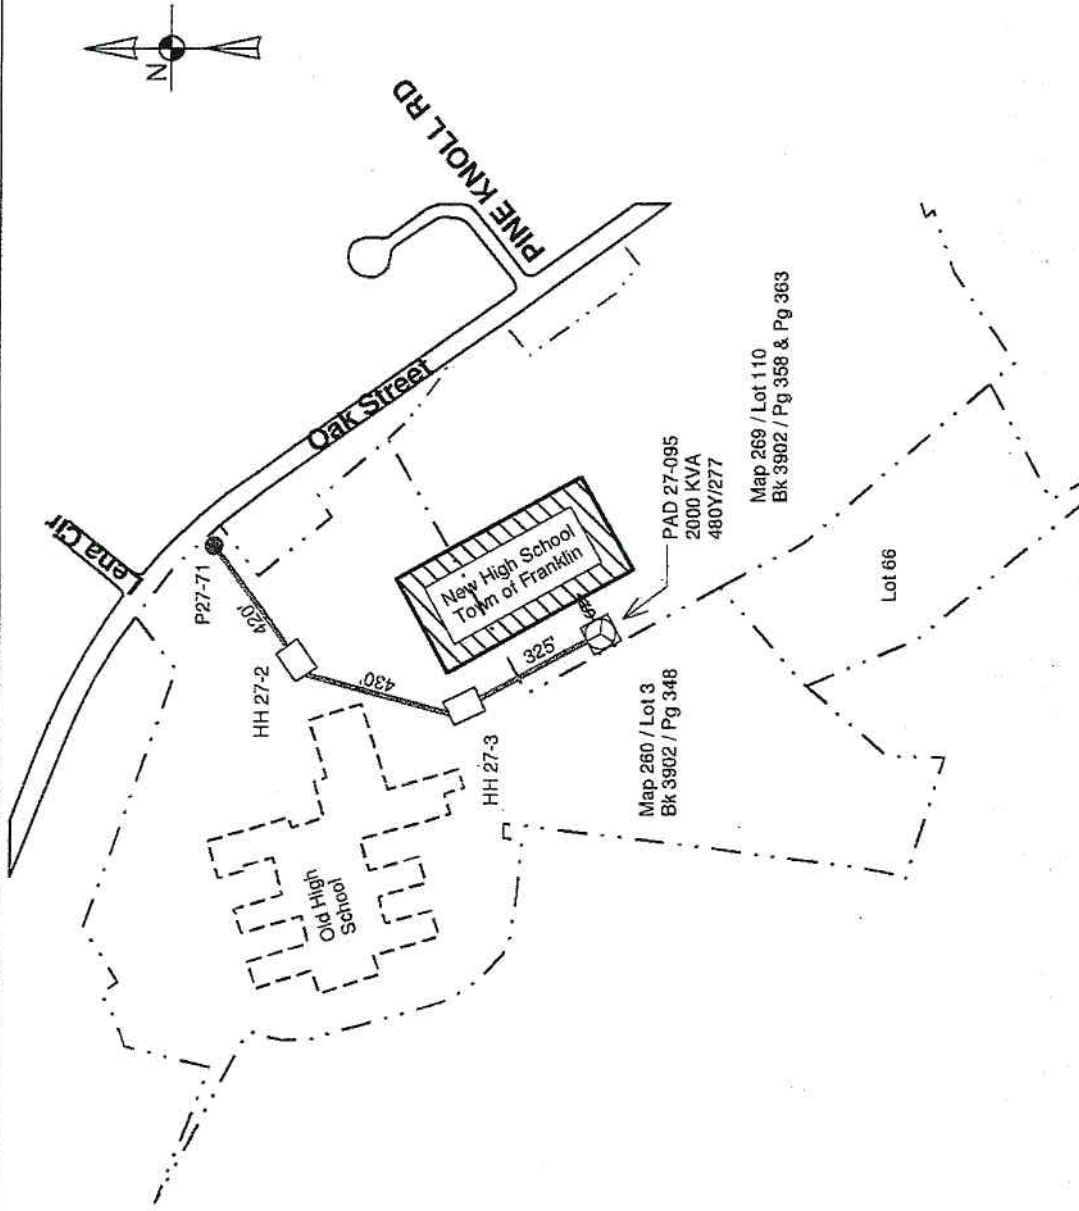 N
PINE KNOLL RD
Lena Cir
Oak Street
P27-71
420'
HH 27-2
430'
HH 27-3
325'
New High School
Town of Franklin
PAD 27-095
2000 KVA
480Y/277
Old High
School
Map 269 / Lot 110
Bk 3902 / Pg 358 & Pg 363
Map 260 / Lot 3
Bk 3902 / Pg 348
Lot 66